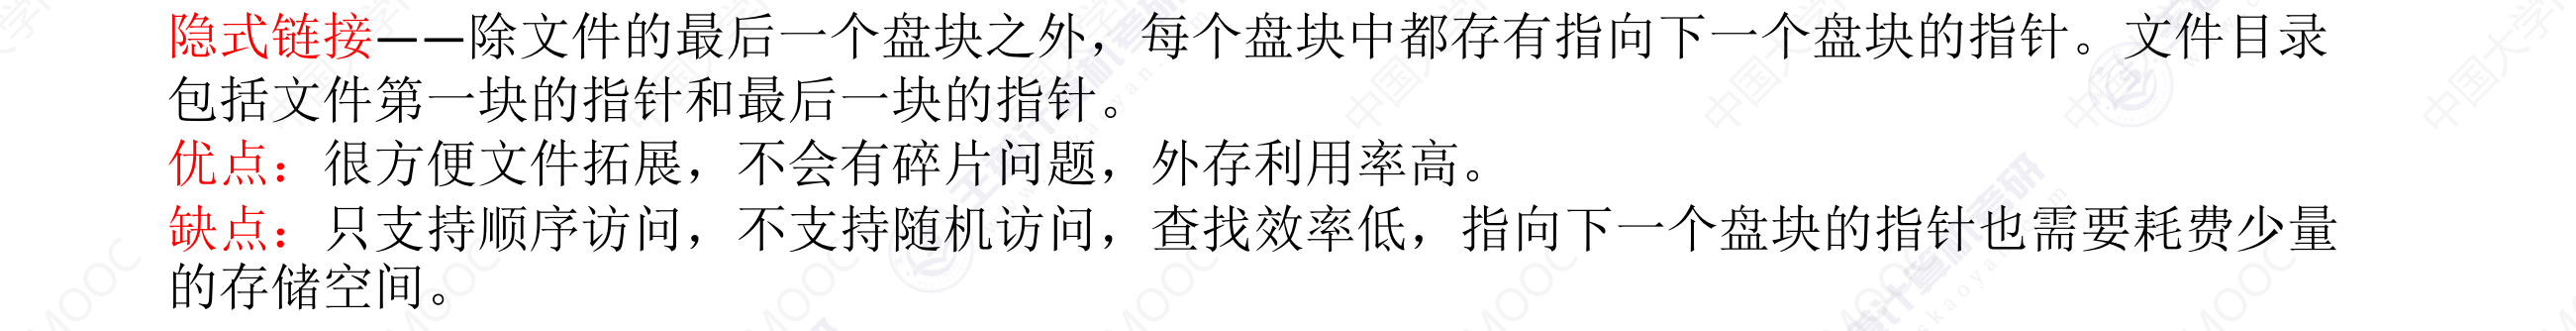 隐式链接——除文件的最后一个盘块之外，每个盘块中都存有指向下一个盘块的指针。文件目录
包括文件第一块的指针和最后一块的指针。
优点：很方便文件拓展，不会有碎片问题，外存利用率高。
缺点：只支持顺序访问，不支持随机访问，查找效率低，指向下一个盘块的指针也需要耗费少量
的存储空间。